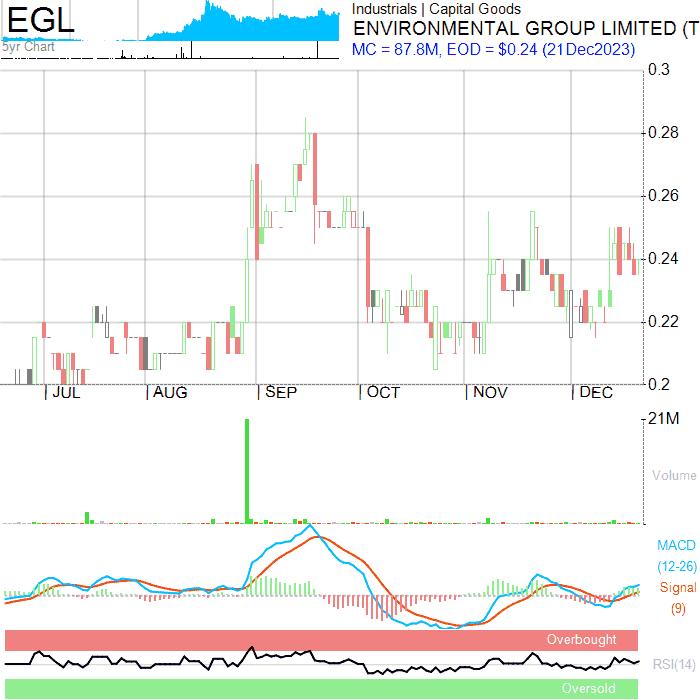 EGL
5yr Chart
Industrials | Capital Goods
ENVIRONMENTAL GROUP LIMITED (T
MC = 87.8M, EOD = $0.24 (21Dec2023)
0.3
0.28
0.26
0.24
0.22
0.2
JUL AUG SEP OCT NOV DEC
21M
Volume
MACD
(12-26)
Signal
(9)
Overbought
RSI(14)
Oversold